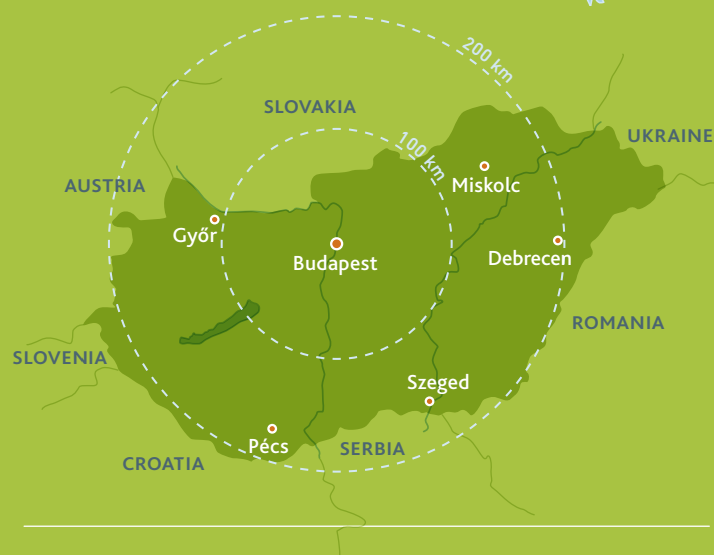 200 km
SLOVAKIA
100 km
UKRAINE
AUSTRIA
Miskolc
Győr
Budapest
Debrecen
ROMANIA
SLOVENIA
Szeged
Pécs
SERBIA
CROATIA